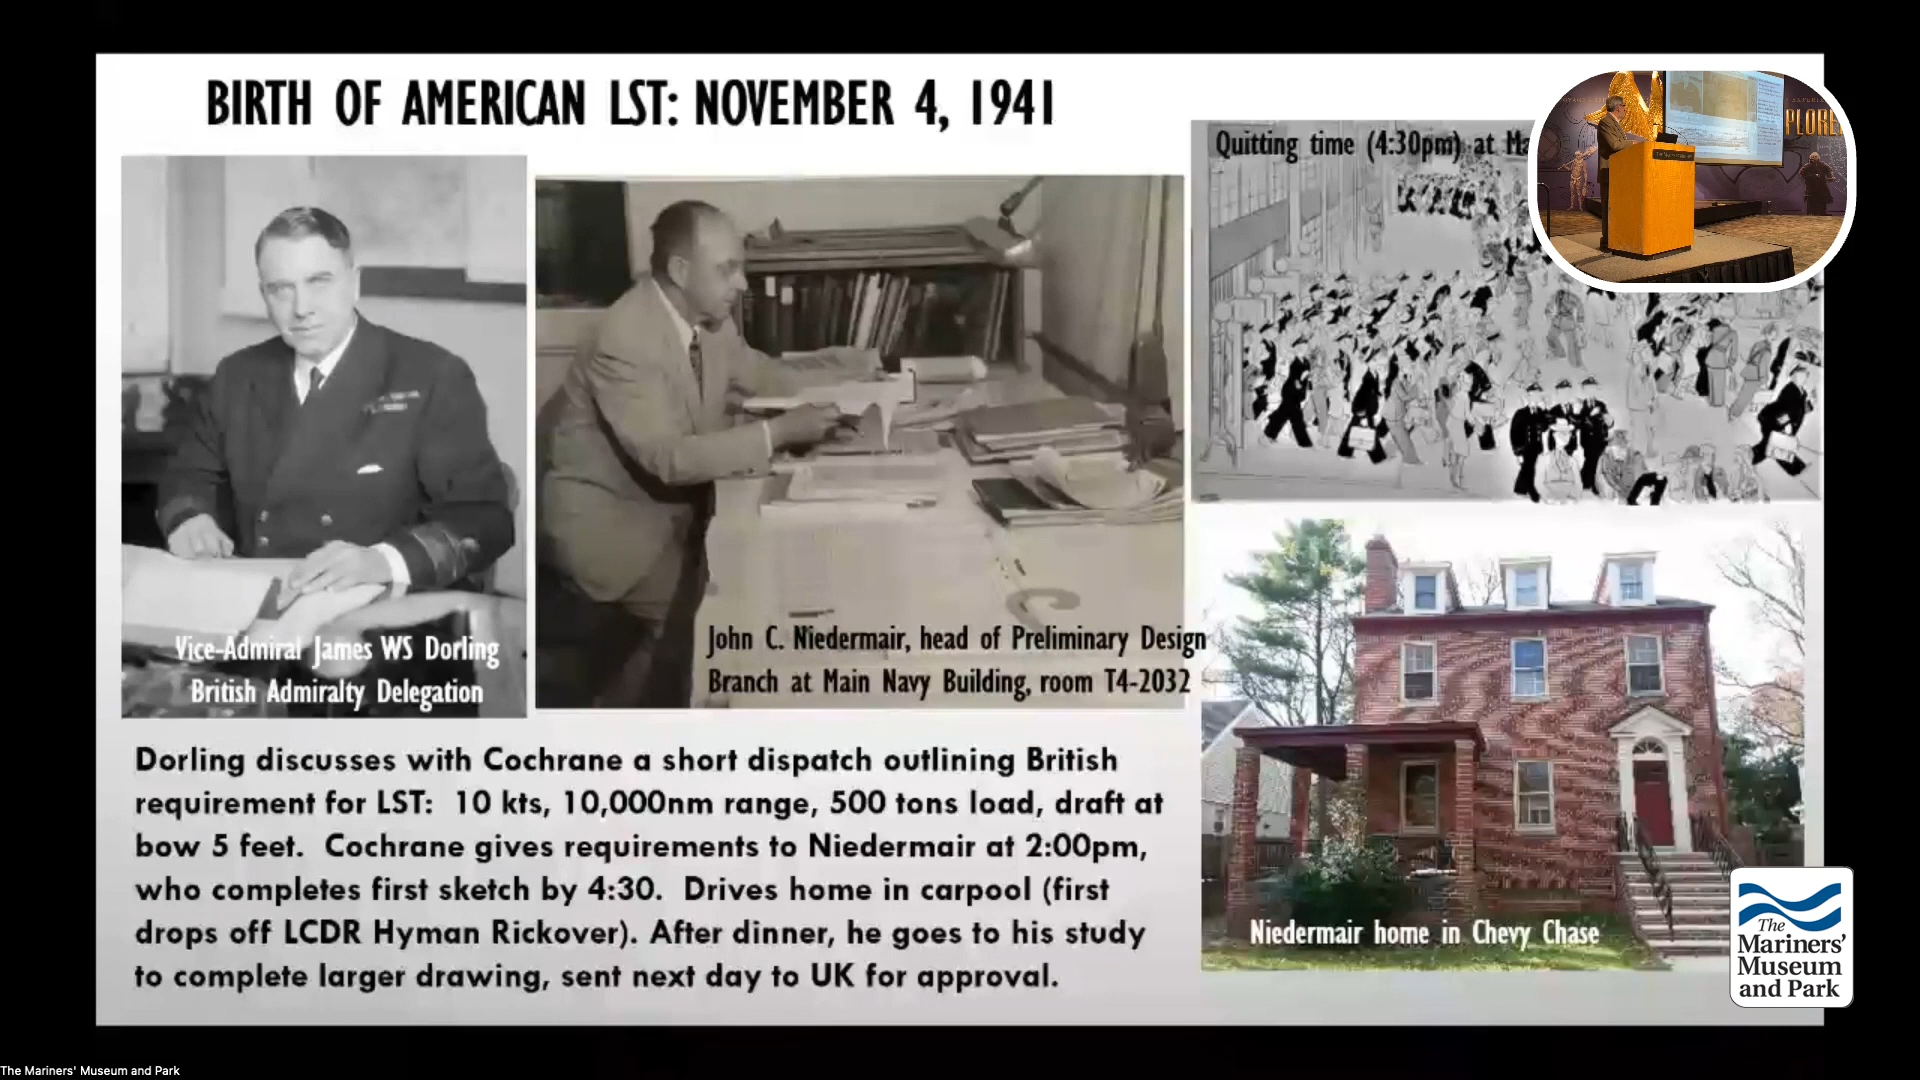 BIRTH OF AMERICAN LST: NOVEMBER 4, 1941
Quitting time (4:30pm) at
PLORE
Vice-Admiral James WS Dorling
British Admiralty Delegation
John C. Niedermair, head of Preliminary Design
Branch at Main Navy Building, room T4-2032
Dorling discusses with Cochrane a short dispatch outlining British
requirement for LST: 10 kts, 10,000nm range, 500 tons load, draft at
bow 5 feet. Cochrane gives requirements to Niedermair at 2:00pm,
who completes first sketch by 4:30. Drives home in carpool (first
drops off LCDR Hyman Rickover). After dinner, he goes to his study
to complete larger drawing, sent next day to UK for approval.
Niedermair home in Chevy Chase
The
Mariners'
Museum
and Park
The Mariners' Museum and Park